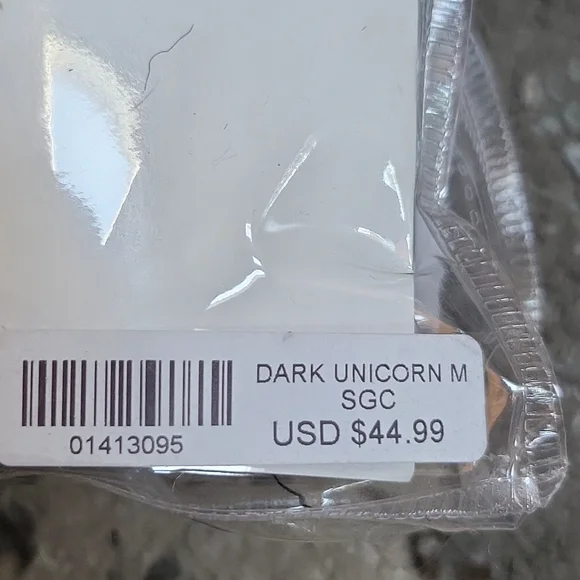 DARK UNICORN M
SGC
USD $44.99
01413095